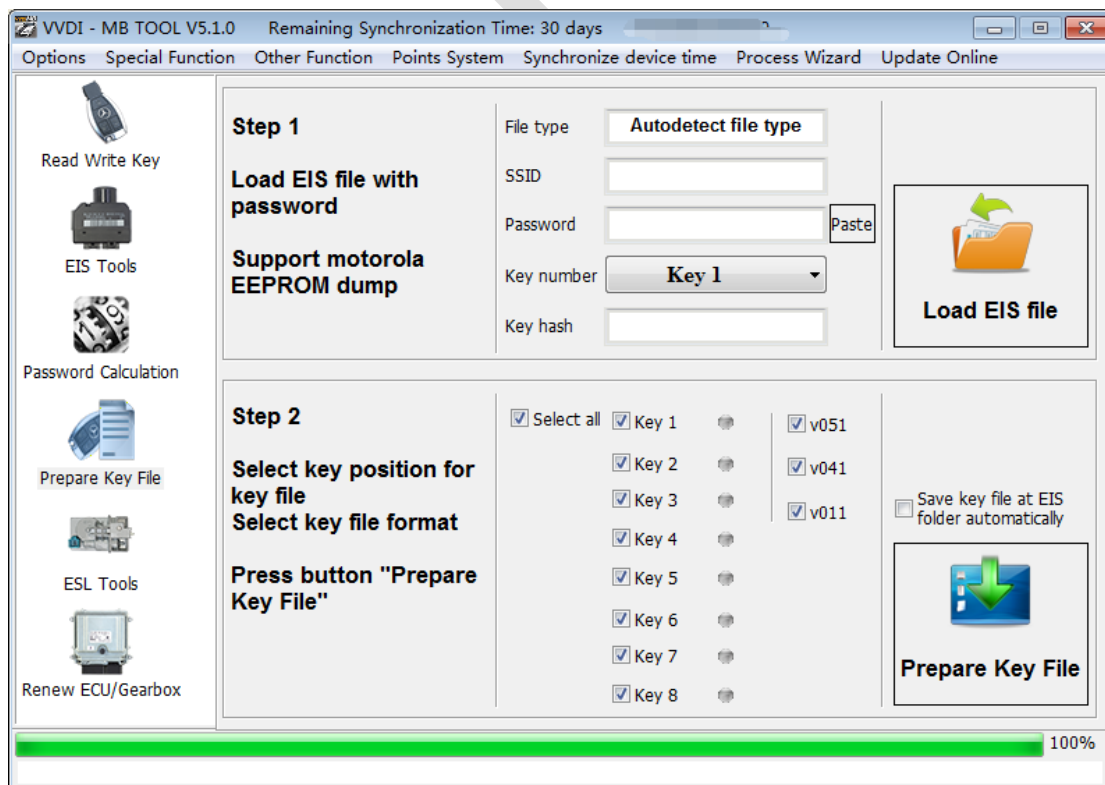 VVDI - MB TOOL V5.1.0 Remaining Synchronization Time: 30 days
Options Special Function Other Function Points System Synchronize device time Process Wizard Update Online
Read Write Key
EIS Tools
Password Calculation
Prepare Key File
ESL Tools
Renew ECU/Gearbox
Step 1
Load EIS file with
password
Support motorola
EEPROM dump
File type Autodetect file type
SSID
Password Paste
Key number Key 1
Key hash
Load EIS file
Step 2
Select key position for
key file
Select key file format
Press button "Prepare
Key File"
Select all
Key 1
Key 2
Key 3
Key 4
Key 5
Key 6
Key 7
Key 8
v051
v041
v011
Save key file at EIS
folder automatically
Prepare Key File
100%